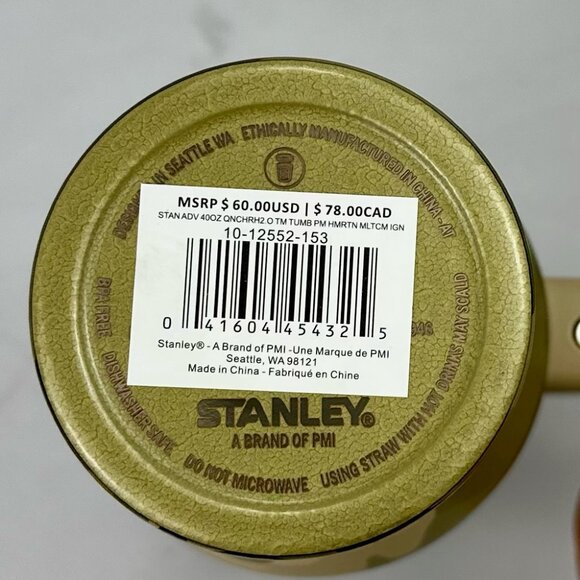 IN SEATTLE WA ETHICALLY MANUFACTURED IN CHINA - AI
MSRP $ 60.00USD | $ 78.00CAD
STAN ADV 40OZ QNCHRH2.O TM TUMB PM HMRTN MLTCM IGN
10-12552-153
0 41604 45432 5
Stanley® - A Brand of PMI -Une Marque de PMI
Seattle, WA 98121
Made in China - Fabriqué en Chine
STANLEY®
A BRAND OF PMI
BPA FREE DISHWASHER SAFE DO NOT MICROWAVE USING STRAW WITH HOT DRINKS MAY SCALD